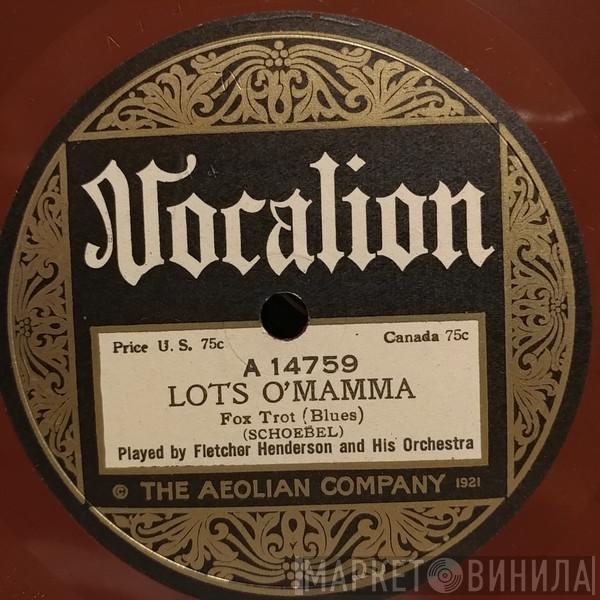 Vocalion
Price U. S. 75c Canada 75c
A 14759
LOTS O'MAMMA
Fox Trot (Blues)
(SCHOEBEL)
Played by Fletcher Henderson and His Orchestra
© THE AEOLIAN COMPANY 1921
МАРКЕТ ВИНИЛА